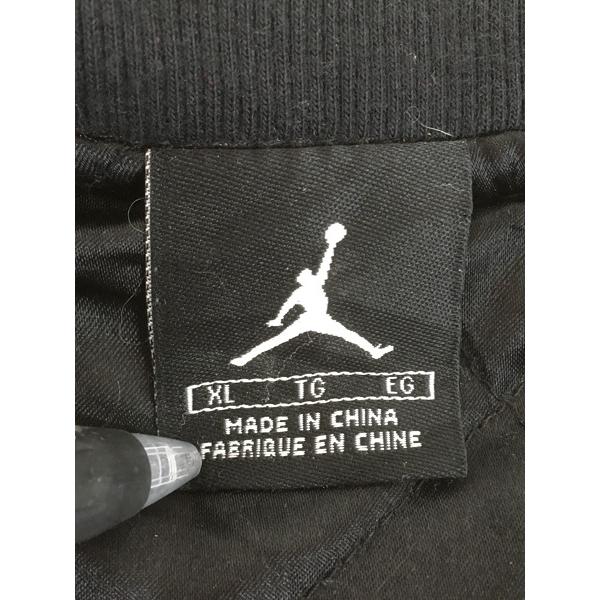 XL TG EG
MADE IN CHINA
FABRIQUE EN CHINE